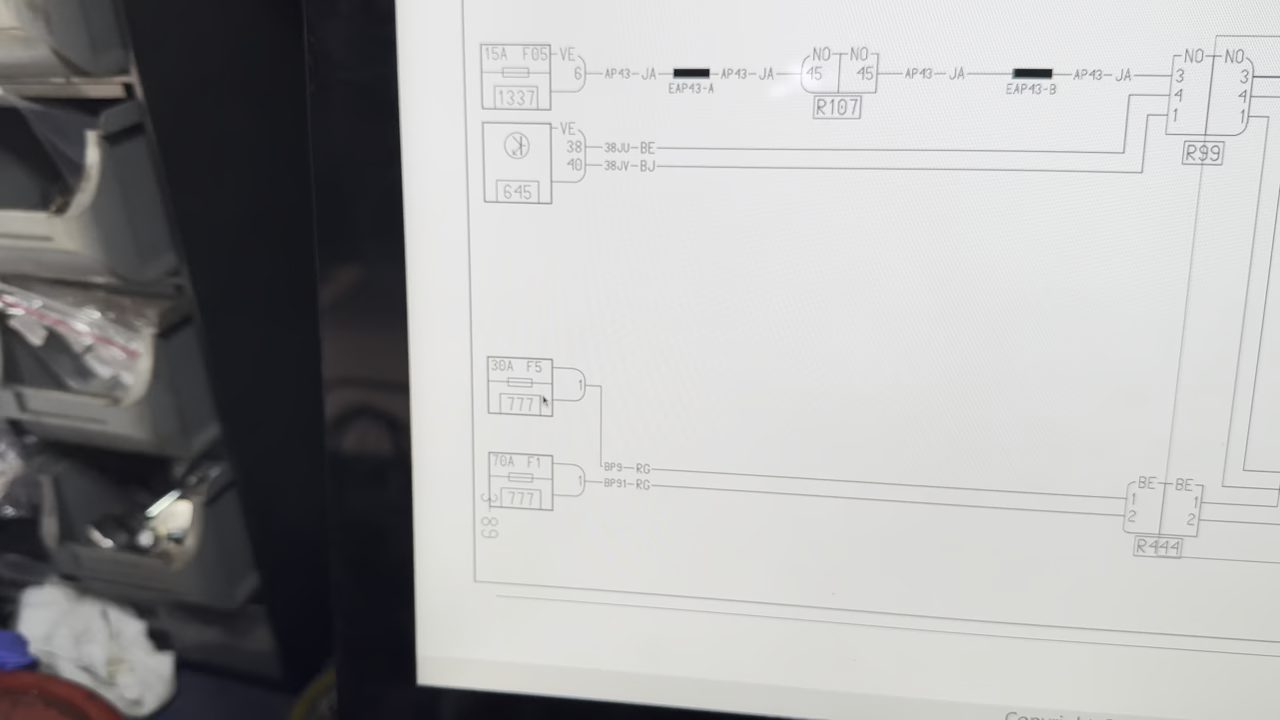 15A F05 VE
6 AP43-JA AP43-JA NO NO AP43-JA AP43-JA NO NO
1337 EAP43-A 45 45 EAP43-B 3 3
R107 4 4
1 1
R99
VE
38 38JU-BE
40 38JV-BJ
645
30A F5
1
777
BP9-RG
70A F1
1 BP91-RG
777
BE BE
1 1
2 2
R444
3 89